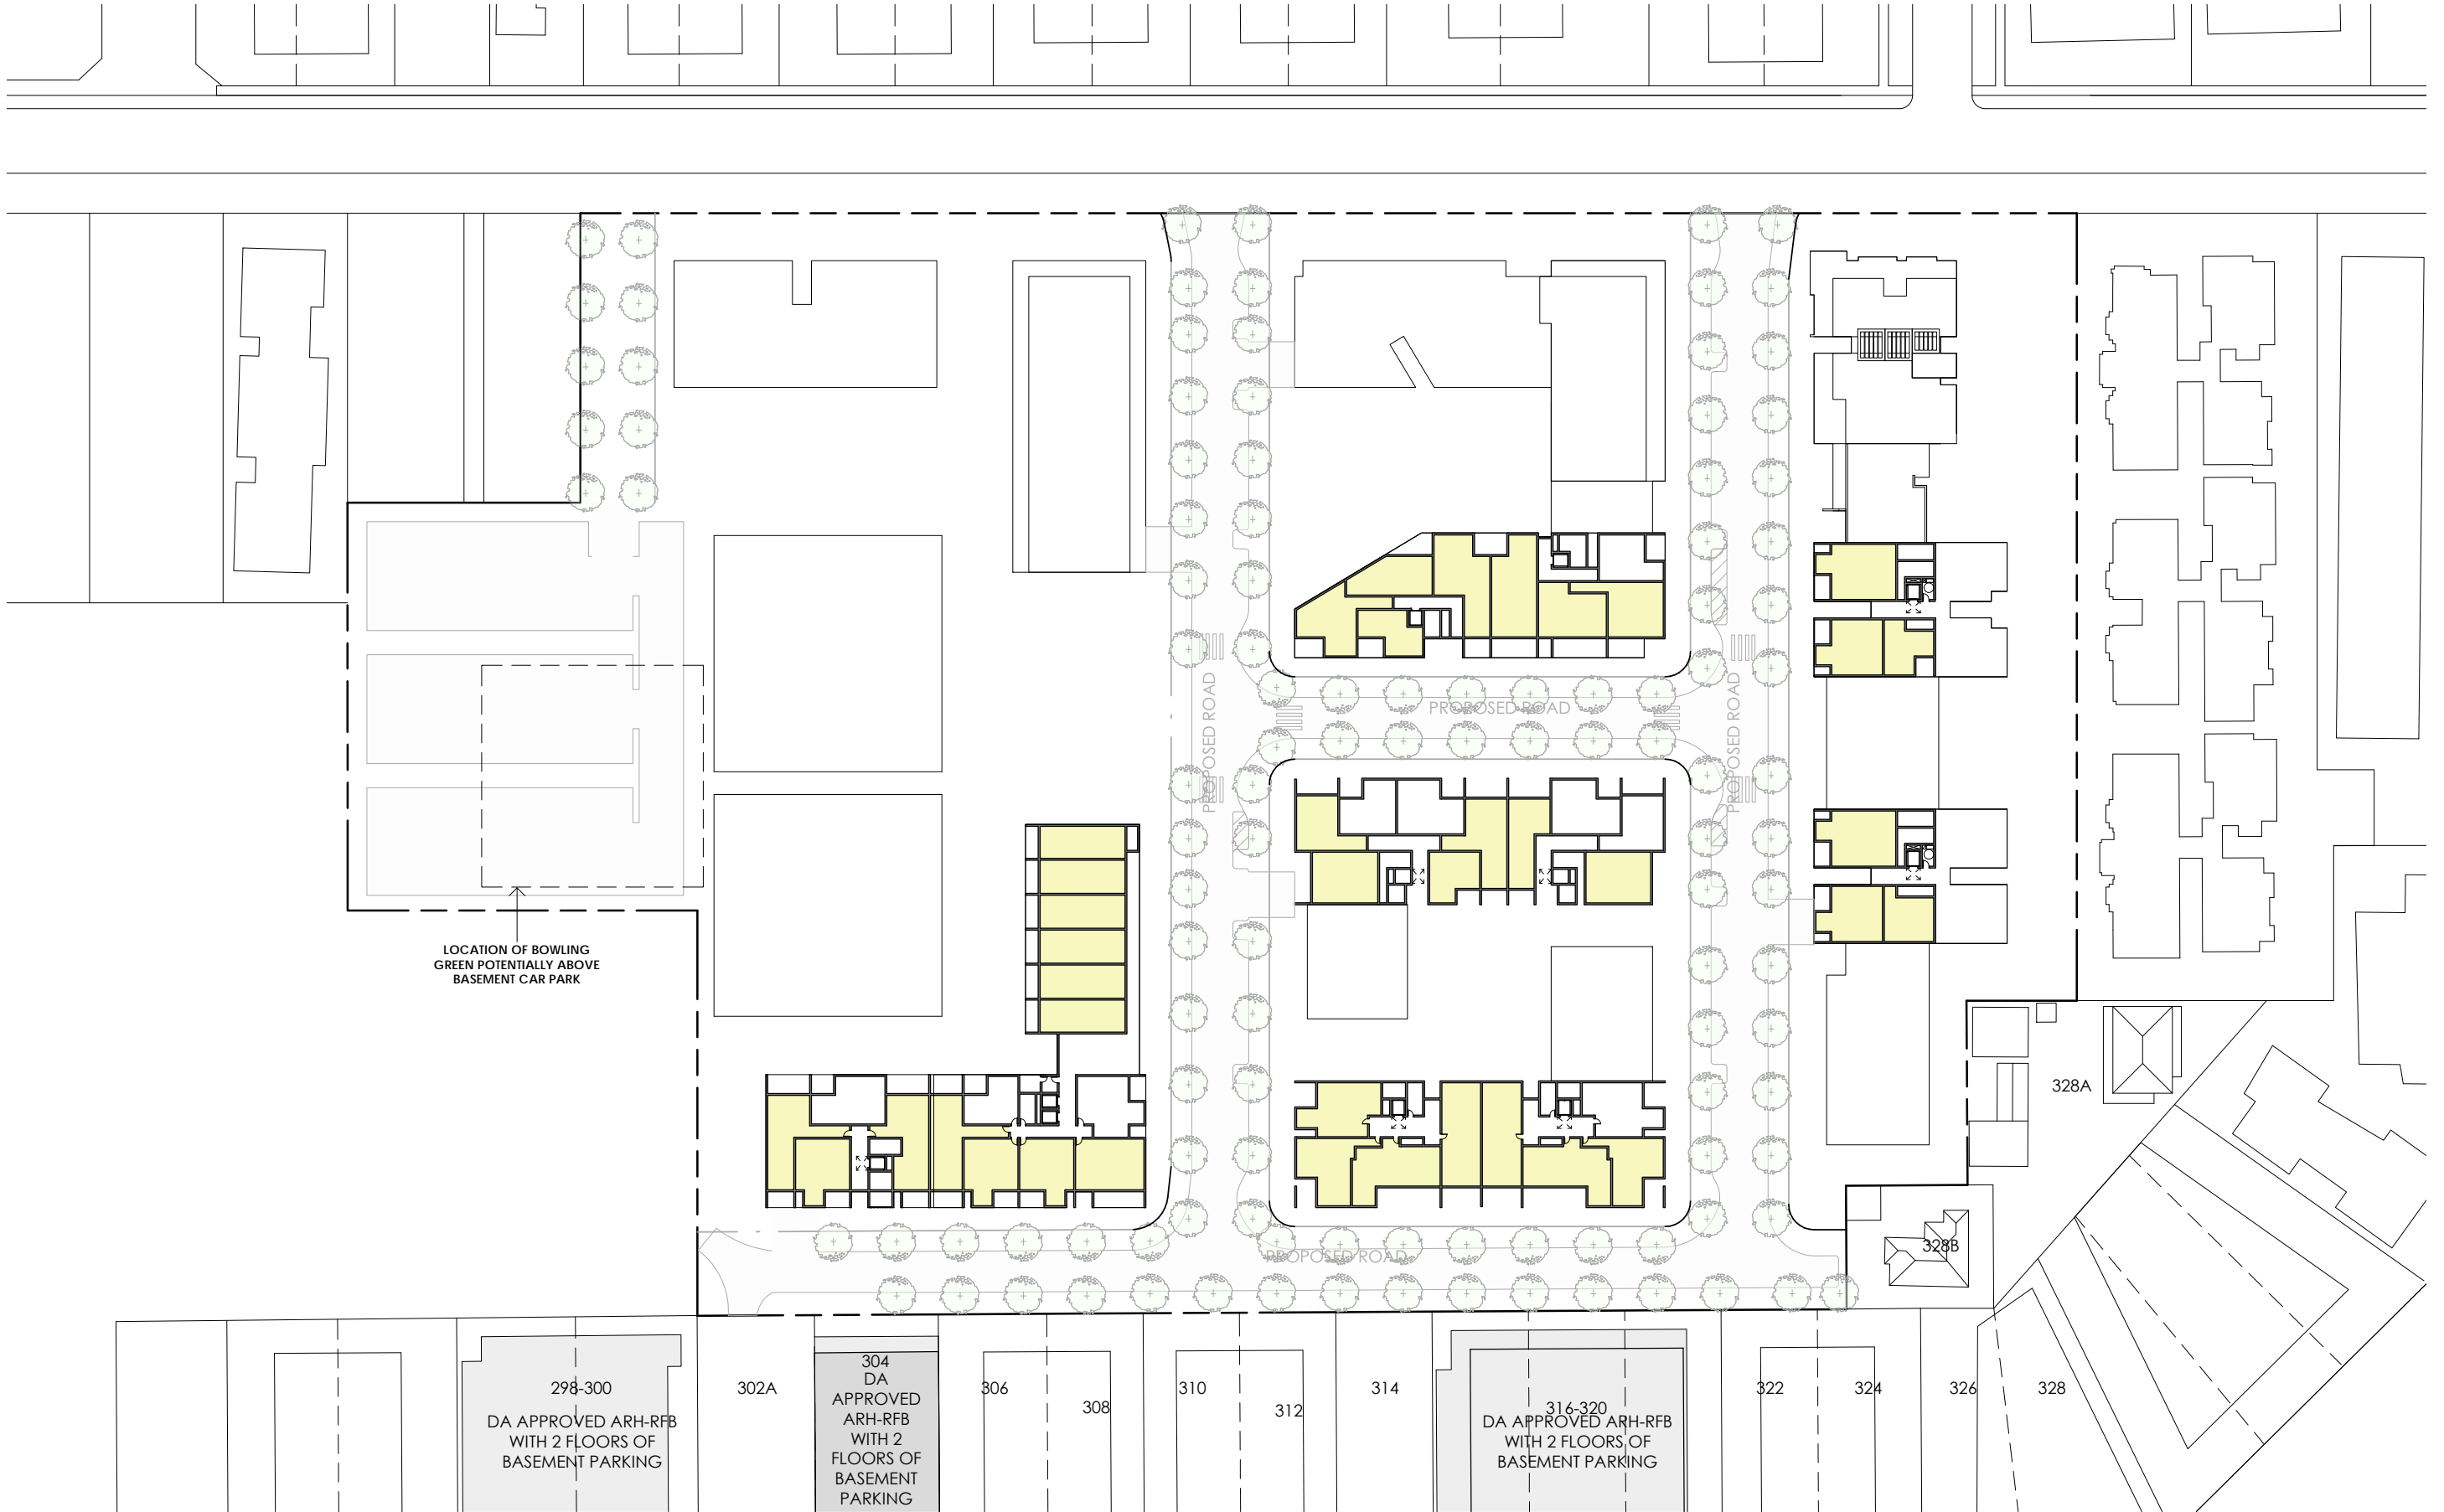 PROPOSED ROAD
PROPOSED ROAD
PROPOSED ROAD
LOCATION OF BOWLING
GREEN POTENTIALLY ABOVE
BASEMENT CAR PARK
328A
328B
PROPOSED ROAD
298-300
DA APPROVED ARH-RFB
WITH 2 FLOORS OF
BASEMENT PARKING
302A
304
DA
APPROVED
ARH-RFB
WITH 2
FLOORS OF
BASEMENT
PARKING
306
308
310
312
314
316-320
DA APPROVED ARH-RFB
WITH 2 FLOORS OF
BASEMENT PARKING
322
324
326
328